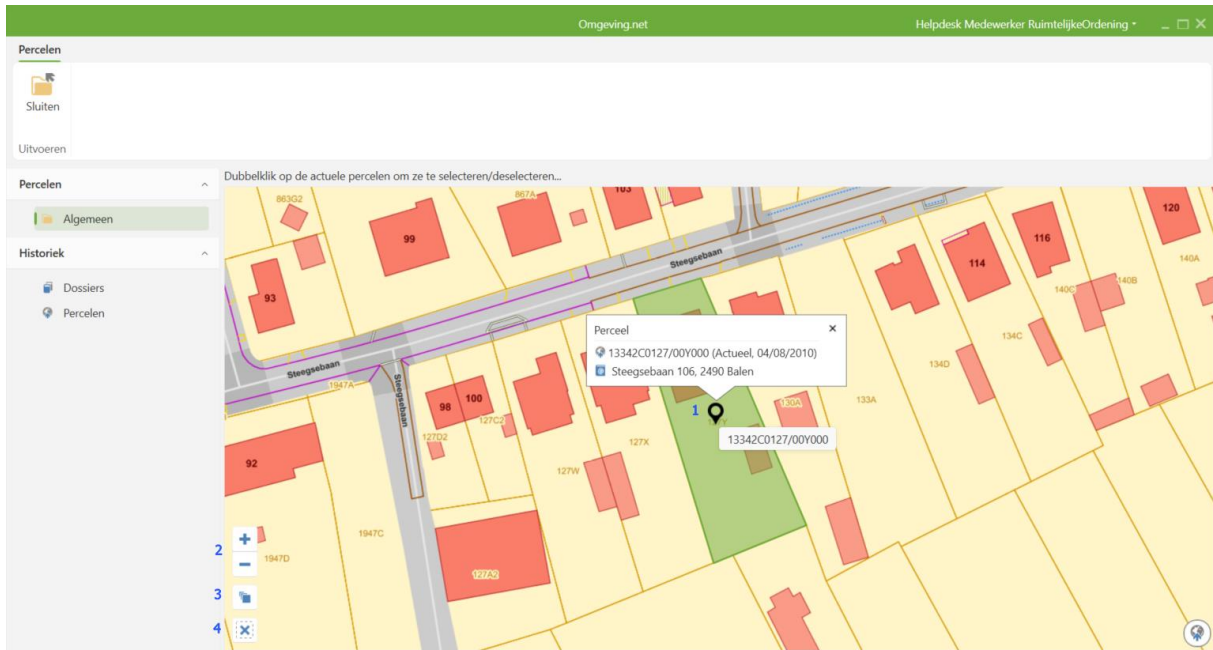 Omgeving.net
Helpdesk Medewerker RuimtelijkeOrdening
Percelen
Sluiten
Uitvoeren
Percelen
Algemeen
Historiek
Dossiers
Percelen
Dubbelklik op de actuele percelen om ze te selecteren/deselecteren...
863G2
867A
103
99
120
116
Steegsebaan
114
140A
140B
140C
93
Perceel
13342C0127/00Y000 (Actueel, 04/08/2010)
Steegsebaan 106, 2490 Balen
134C
134D
Steegsebaan
1947A
Steegsebaan
98
100
127C2
127D2
133A
130A
1
13342C0127/00Y000
127X
127W
92
1947C
2
1947D
127A2
3
4